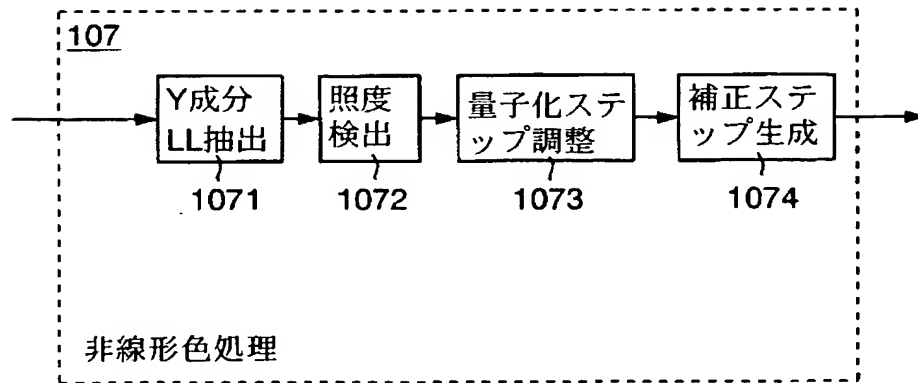 107
Y成分
LL抽出
照度
検出
量子化ステ
ップ調整
補正ステ
ップ生成
1071
1072
1073
1074
非線形色処理